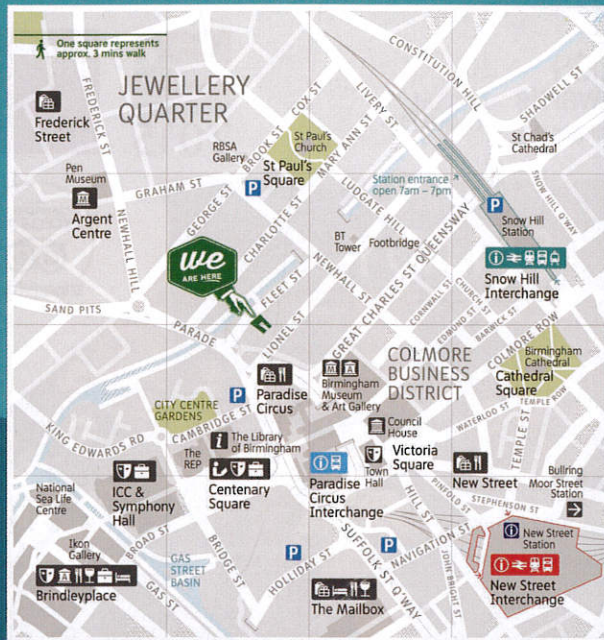 One square represents
approx. 3 mins walk
JEWELLERY
QUARTER
CONSTITUTION HILL
SHADWELL ST
FREDERICK ST
COX ST
LIVERY ST
Frederick
Street
RBSA
Gallery
BROOK ST
St Paul's
Church
MARY ANN ST
St Chad's
Cathedral
Pen
Museum
St Paul's
Square
Station entrance
open 7am – 7pm
SNOW HILL Q'WAY
GRAHAM ST
P
LUDGATE HILL
P
Argent
Centre
GEORGE ST
CHARLOTTE ST
Snow Hill
Station
NEWHALL HILL
BT
Tower
Footbridge
we
ARE HERE
FLEET ST
NEWHALL ST
GREAT CHARLES ST QUEENSWAY
Snow Hill
Interchange
CORNWALL ST
CHURCH ST
EDMUND ST
BARWICK ST
SAND PITS
PARADE
LIONEL ST
COLMORE ROW
COLMORE
BUSINESS
DISTRICT
Birmingham
Cathedral
Cathedral
Square
TEMPLE ROW
P
Paradise
Circus
Birmingham
Museum
& Art Gallery
CITY CENTRE
GARDENS
CAMBRIDGE ST
KING EDWARDS RD
Council
House
WATERLOO ST
TEMPLE ST
i
The Library
of Birmingham
The
REP
Victoria
Square
Town
Hall
New Street
Bullring
Moor Street
Station
National
Sea Life
Centre
ICC &
Symphony
Hall
Centenary
Square
Paradise
Circus
Interchange
PINFOLD ST
STEPHENSON ST
HILL ST
New Street
Station
Ikon
Gallery
BROAD ST
BRIDGE ST
P
P
SUFFOLK ST Q'WAY
NAVIGATION ST
JOHN BRIGHT ST
GAS
STREET
BASIN
HOLLIDAY ST
New Street
Interchange
Brindleyplace
GAS ST
The Mailbox